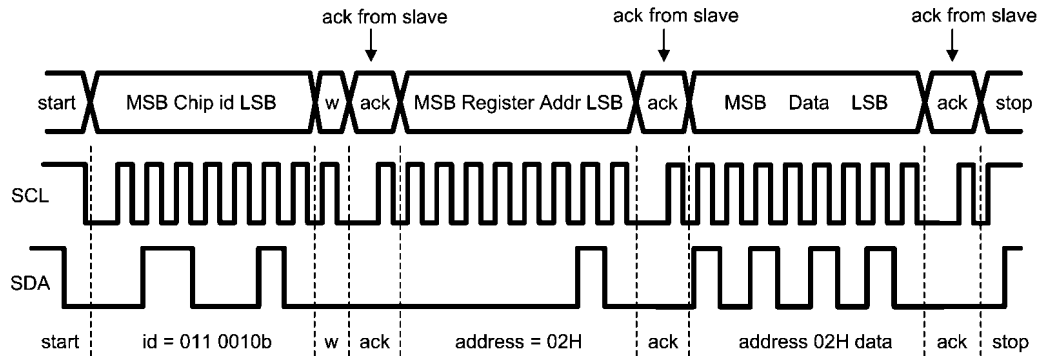 ack from slave ack from slave ack from slave
start MSB Chip id LSB w ack MSB Register Addr LSB ack MSB Data LSB ack stop
SCL
SDA
start id = 011 0010b w ack address = 02H ack address 02H data ack stop